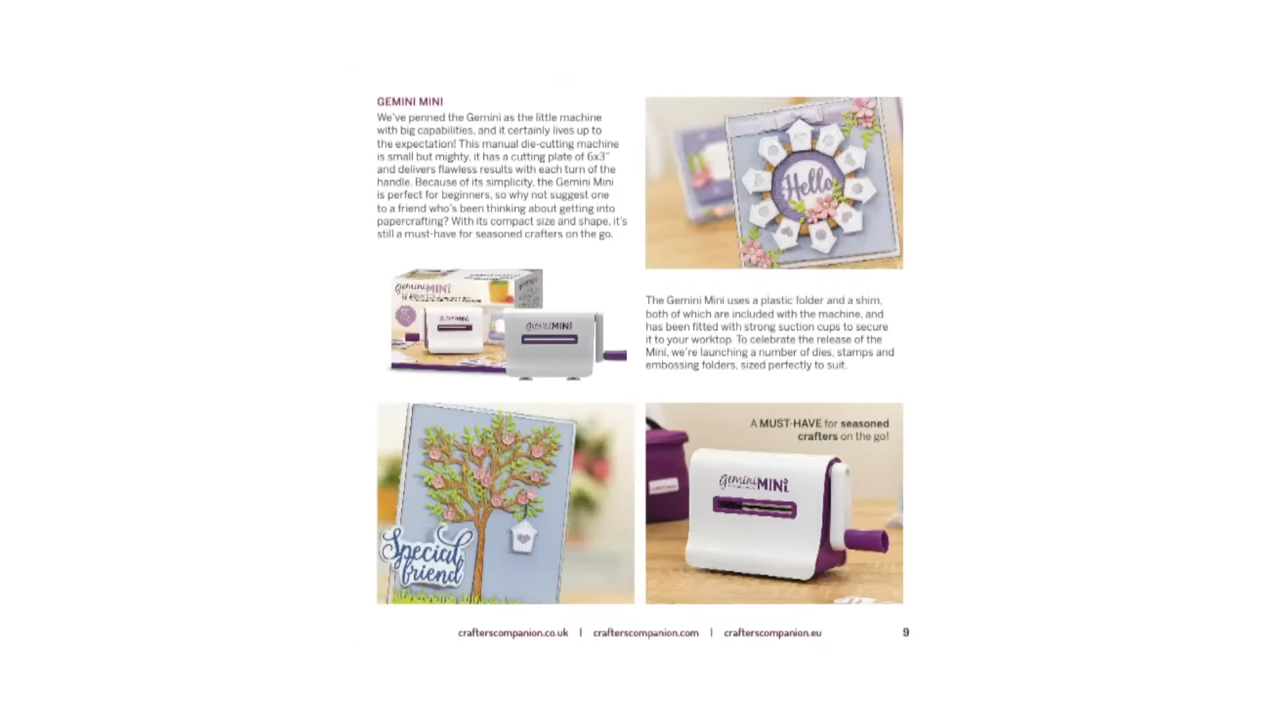 GEMINI MINI
We've penned the Gemini as the little machine
with big capabilities, and it certainly lives up to
the expectation! This manual die-cutting machine
is small but mighty, it has a cutting plate of 6x3"
and delivers flawless results with each turn of the
handle. Because of its simplicity, the Gemini Mini
is perfect for beginners, so why not suggest one
to a friend who's been thinking about getting into
papercrafting? With its compact size and shape, it's
still a must-have for seasoned crafters on the go.
Hello
geminiMINI
geminiMINI
geminiMINI
The Gemini Mini uses a plastic folder and a shim,
both of which are included with the machine, and
has been fitted with strong suction cups to secure
it to your worktop. To celebrate the release of the
Mini, we're launching a number of dies, stamps and
embossing folders, sized perfectly to suit.
Special
friend
A MUST-HAVE for seasoned
crafters on the go!
geminiMINI
crafterscompanion.co.uk | crafterscompanion.com | crafterscompanion.eu
9